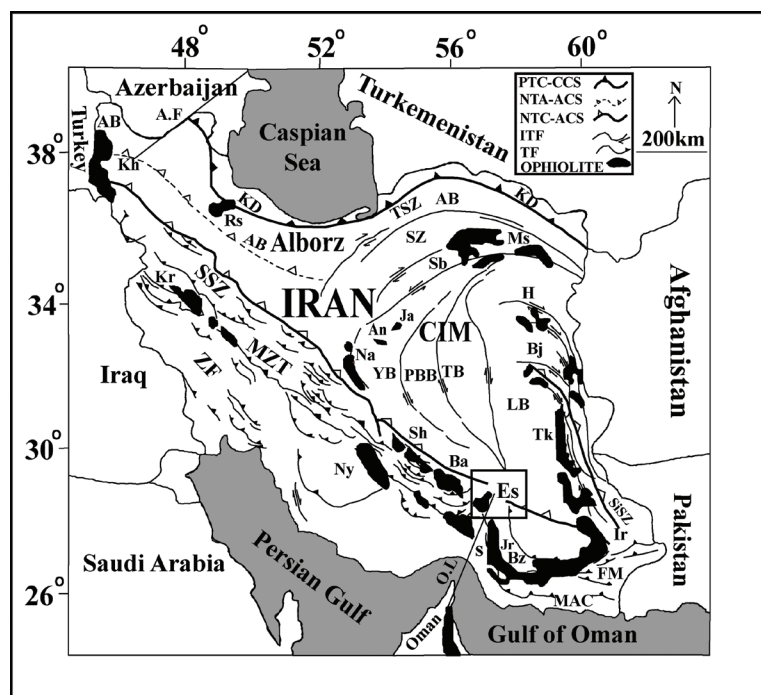 48° 52° 56° 60°
38°
34°
30°
26°
PTC-CCS
NTA-ACS
NTC-ACS
ITF
TF
OPHIOLITE
N
200km
Azerbaijan
A.F
AB
Turkey
Kh
Caspian
Sea
Turkemenistan
KD
Rs
AB
Alborz
TSZ
AB
KD
SZ
Ms
Sb
SSZ
Kr
IRAN
Ja
An
CIM
H
Afghanistan
Iraq
ZF
MZT
Na
YB
PBB
TB
Bj
LB
Tk
Sh
Ny
Ba
Es
SiSZ
Ir
Pakistan
Saudi Arabia
Persian Gulf
S
Jr
Bz
O.L
FM
MAC
Oman
Gulf of Oman